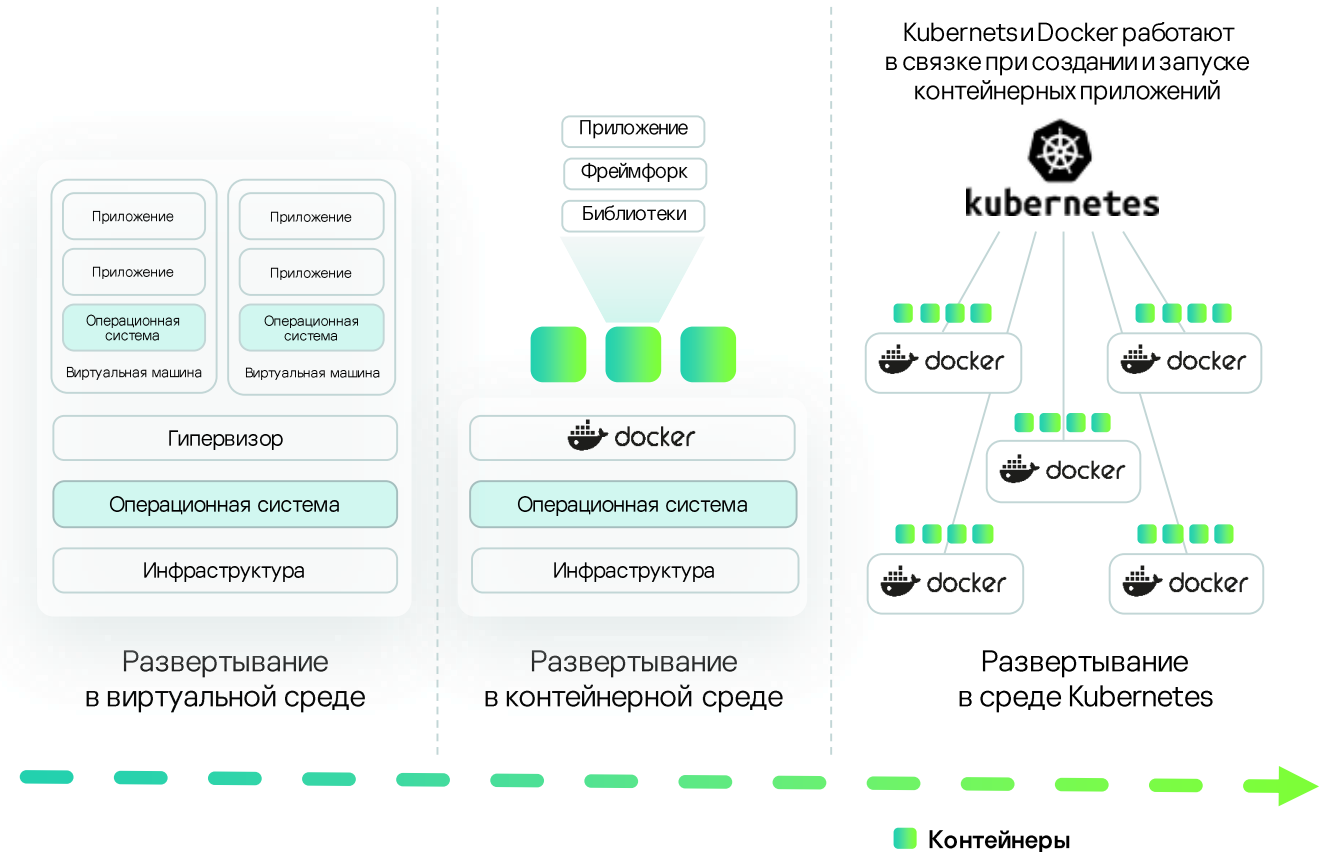 Приложение
Приложение
Операционная
система
Виртуальная машина
Приложение
Приложение
Операционная
система
Виртуальная машина
Гипервизор
Операционная система
Инфраструктура
Развертывание
в виртуальной среде
Приложение
Фреймфорк
Библиотеки
docker
Операционная система
Инфраструктура
Развертывание
в контейнерной среде
Kubernets и Docker работают
в связке при создании и запуске
контейнерных приложений
kubernetes
docker
docker
docker
docker
docker
Развертывание
в среде Kubernetes
Контейнеры